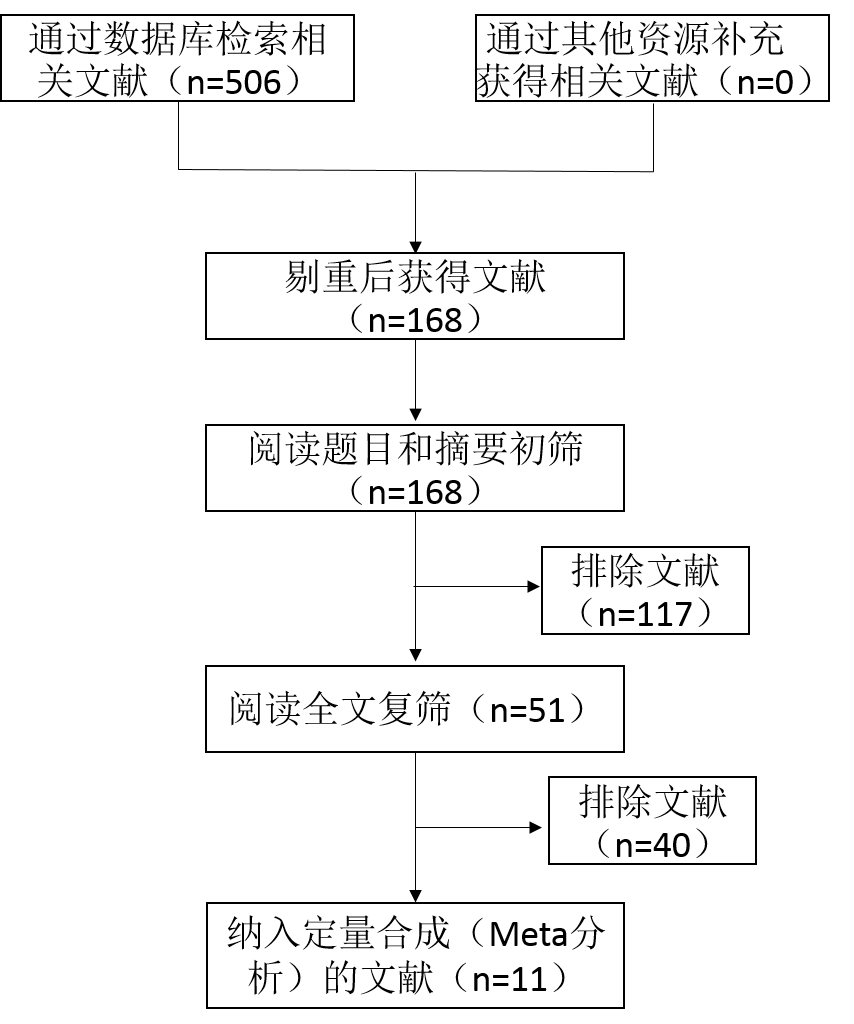 通过数据库检索相
关文献（n=506）
通过其他资源补充
获得相关文献（n=0）
剔重后获得文献
（n=168）
阅读题目和摘要初筛
（n=168）
排除文献
（n=117）
阅读全文复筛（n=51）
排除文献
（n=40）
纳入定量合成（Meta分
析）的文献（n=11）